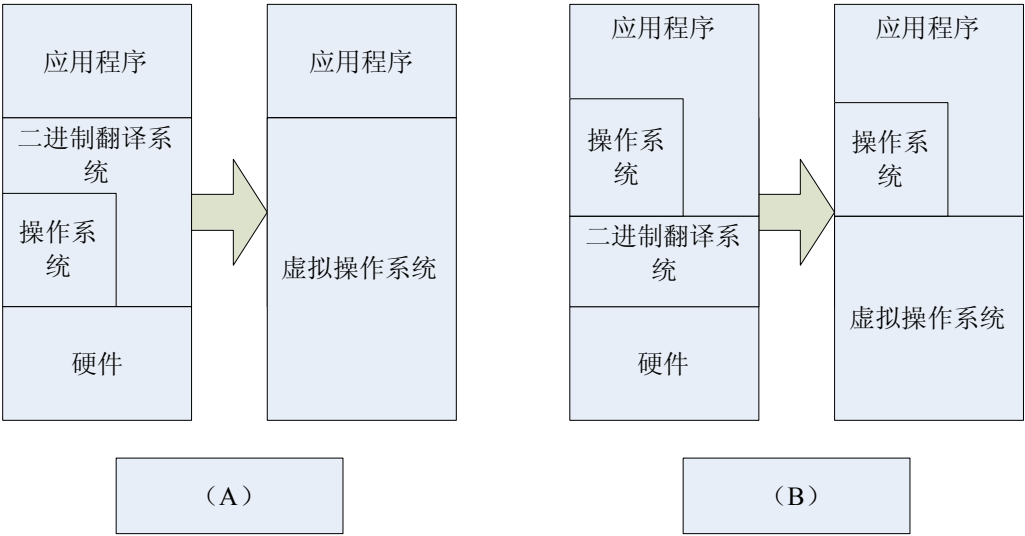 应用程序
二进制翻译系
统
操作系
统
硬件
应用程序
虚拟操作系统
（A）
应用程序
操作系
统
二进制翻译系
统
硬件
应用程序
操作系
统
虚拟操作系统
（B）